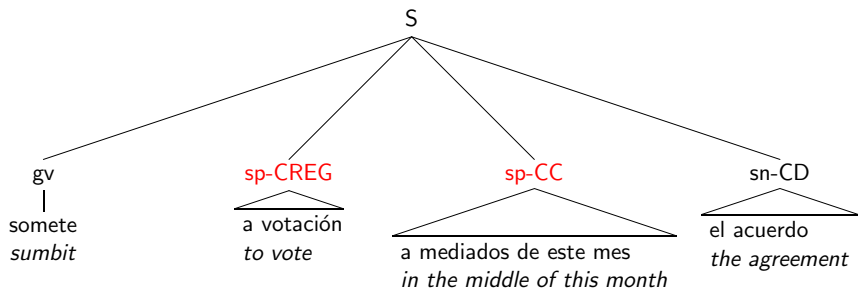 S
gv sp-CREG sp-CC sn-CD
somete
sumbit
a votación
to vote
a mediados de este mes
in the middle of this month
el acuerdo
the agreement